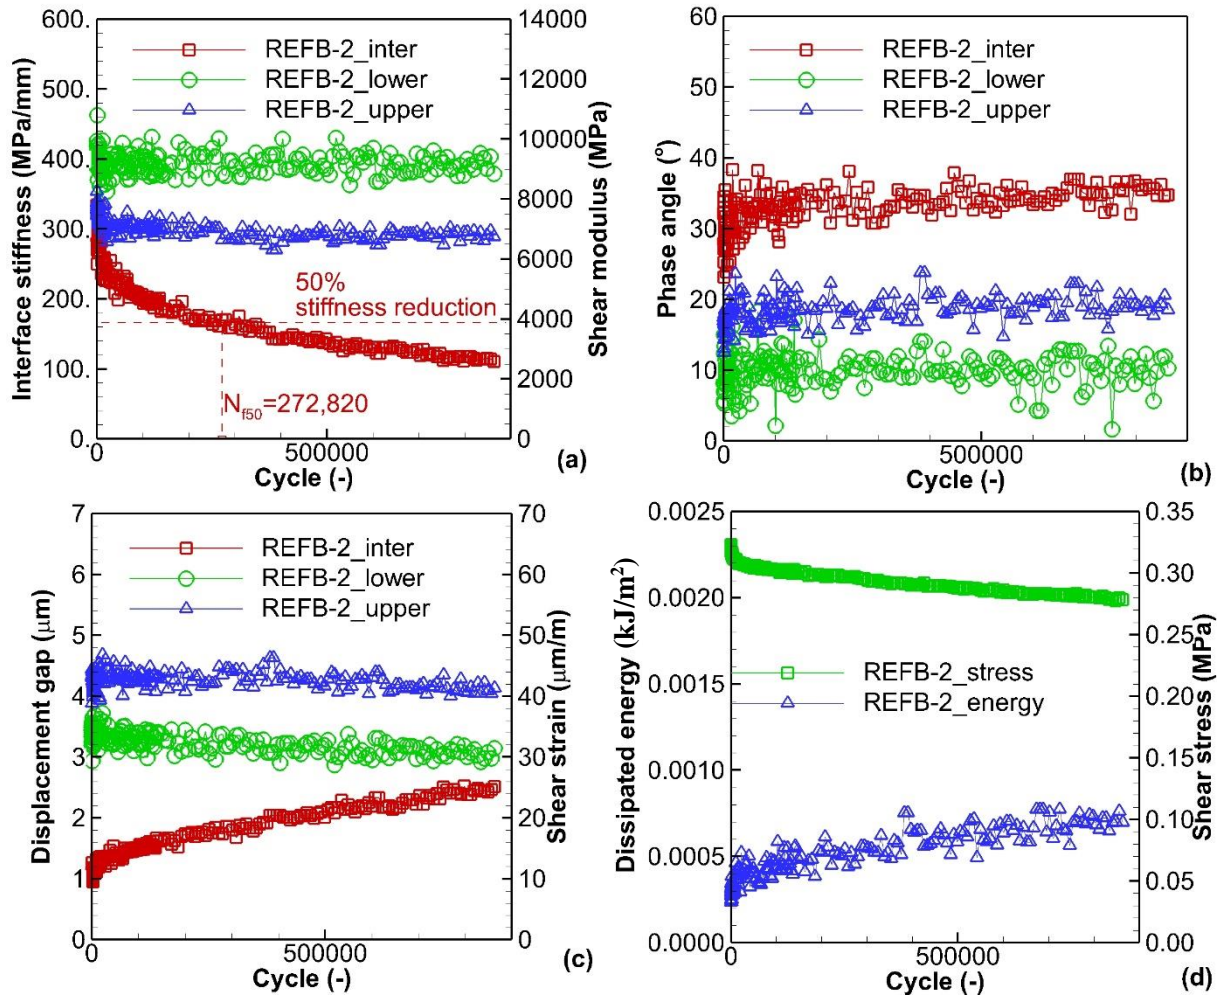 600.
500.
400.
300.
200.
100.
0.
Interface stiffness (MPa/mm)
REFB-2_inter
REFB-2_lower
REFB-2_upper
50%
stiffness reduction
N_f50=272,820
14000
12000
10000
8000
6000
4000
2000
0
Shear modulus (MPa)
0
500000
Cycle (-)
(a)
60
40
20
10
0
30
50
Phase angle (°)
REFB-2_inter
REFB-2_lower
REFB-2_upper
0
500000
Cycle (-)
(b)
7
6
5
4
3
2
1
0
Displacement gap (μm)
REFB-2_inter
REFB-2_lower
REFB-2_upper
70
60
50
40
30
20
10
0
Shear strain (μm/m)
0
500000
Cycle (-)
(c)
0.0025
0.0020
0.0015
0.0010
0.0005
0.0000
Dissipated energy (kJ/m²)
REFB-2_stress
REFB-2_energy
0.35
0.30
0.25
0.20
0.15
0.10
0.05
0.00
Shear stress (MPa)
0
500000
Cycle (-)
(d)